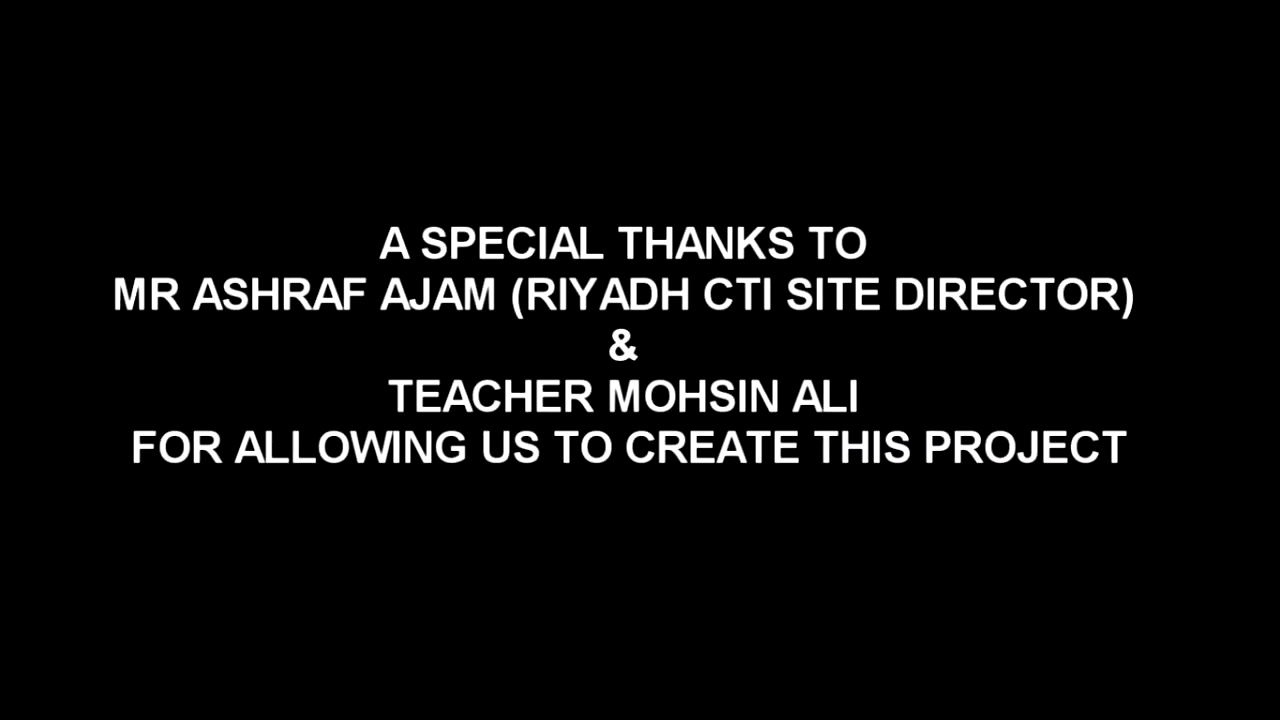 A SPECIAL THANKS TO
MR ASHRAF AJAM (RIYADH CTI SITE DIRECTOR)
&
TEACHER MOHSIN ALI
FOR ALLOWING US TO CREATE THIS PROJECT